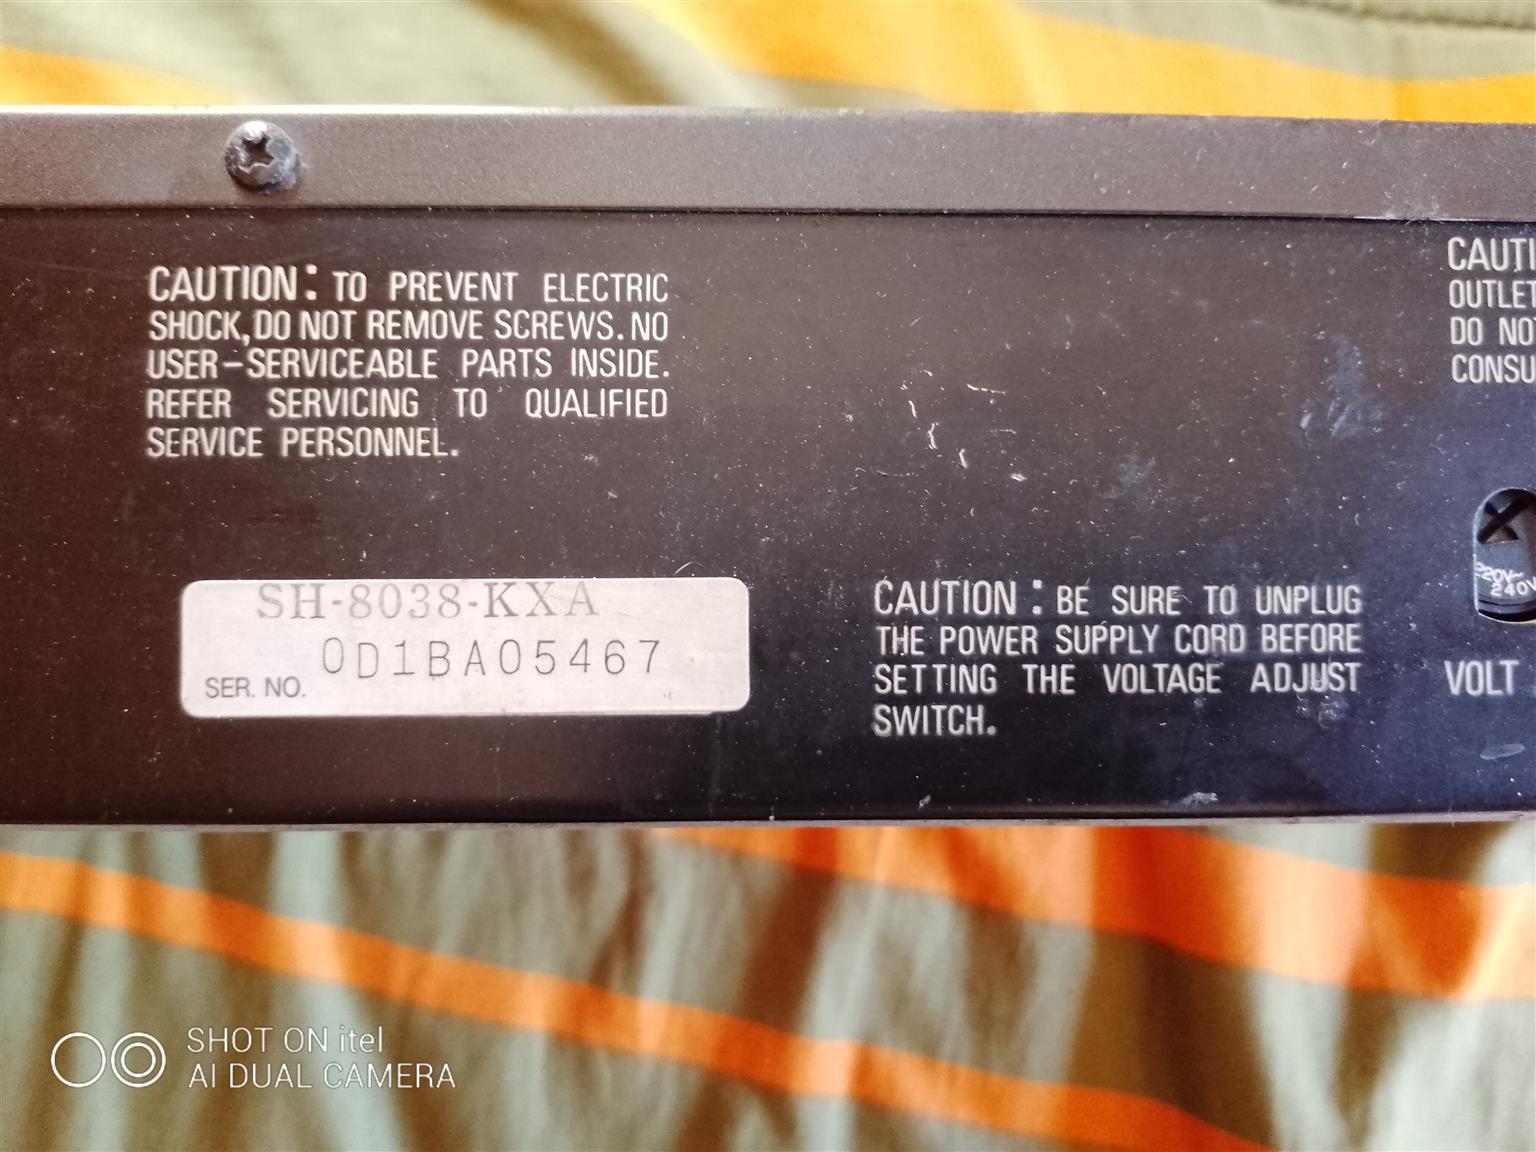 CAUTION: TO PREVENT ELECTRIC
SHOCK, DO NOT REMOVE SCREWS. NO
USER-SERVICEABLE PARTS INSIDE.
REFER SERVICING TO QUALIFIED
SERVICE PERSONNEL.
SH-8038-KXA
SER. NO. 0D1BA05467
CAUTION: BE SURE TO UNPLUG
THE POWER SUPPLY CORD BEFORE
SETTING THE VOLTAGE ADJUST
SWITCH.
CAUTI
OUTLET
DO NOT
CONSU
220V~
240V
VOLT
SHOT ON itel
AI DUAL CAMERA